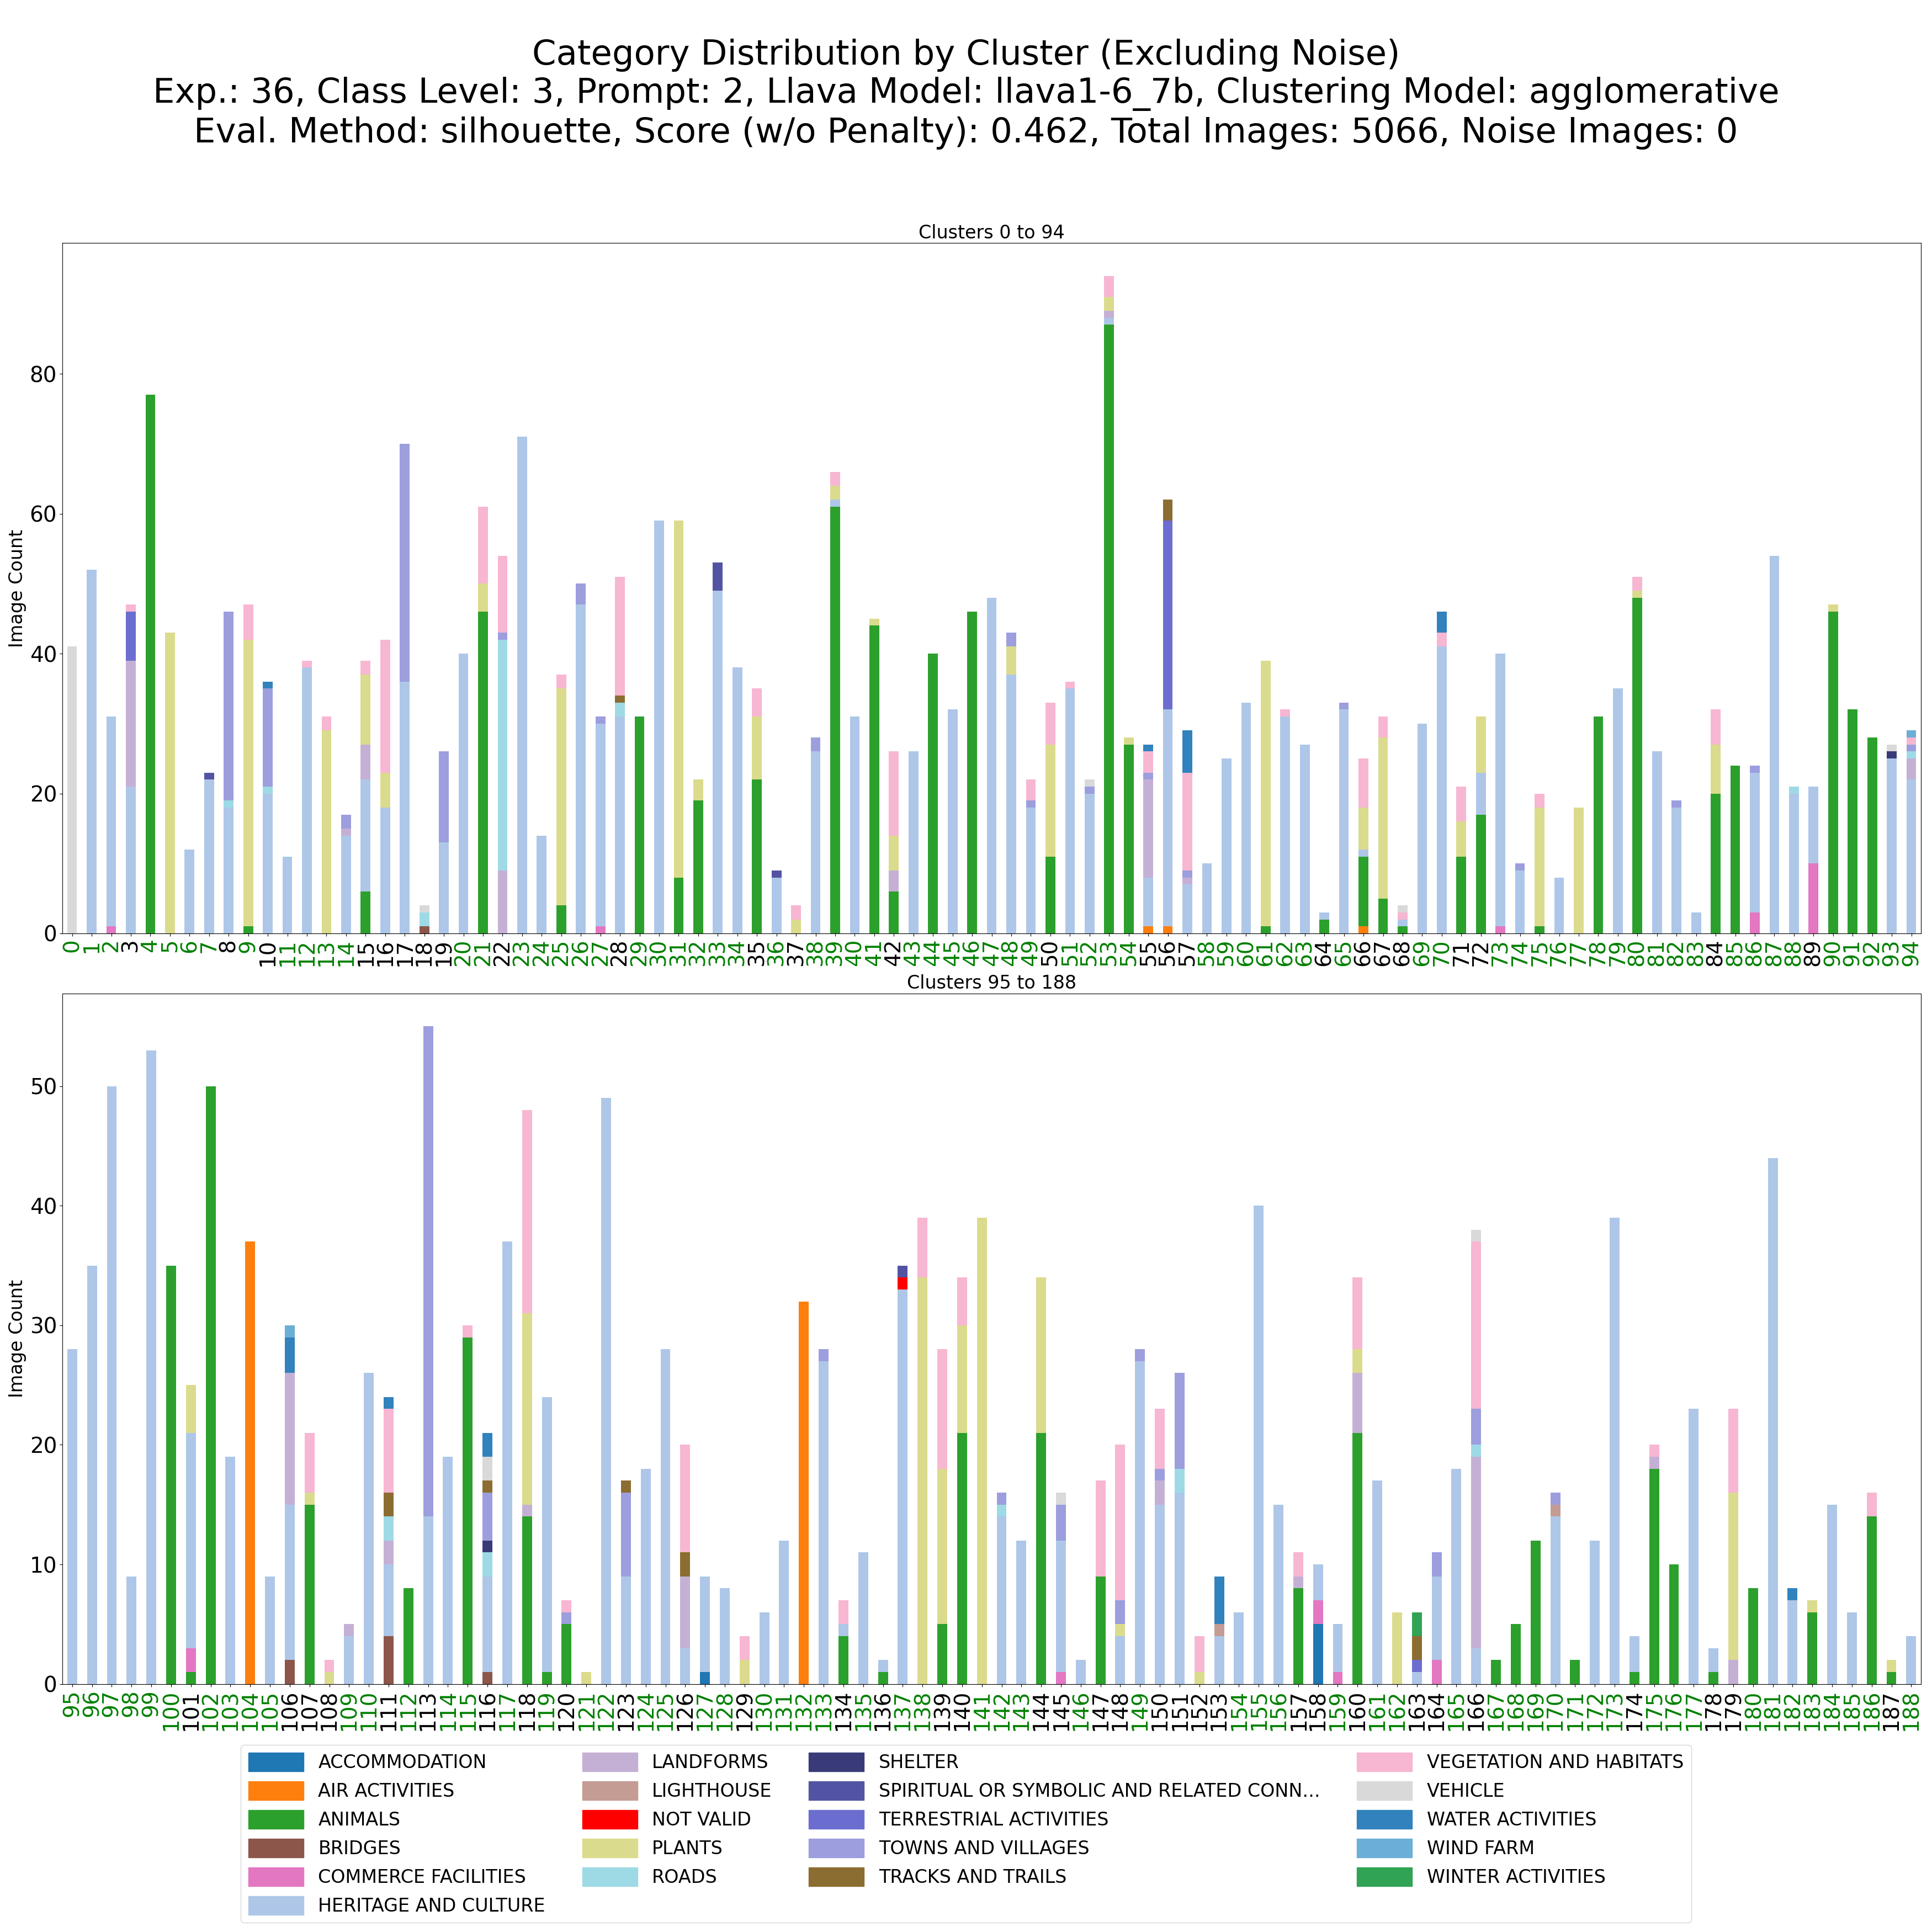 Category Distribution by Cluster (Excluding Noise)
Exp.: 36, Class Level: 3, Prompt: 2, Llava Model: llava1-6_7b, Clustering Model: agglomerative
Eval. Method: silhouette, Score (w/o Penalty): 0.462, Total Images: 5066, Noise Images: 0
Clusters 0 to 94
Image Count
80
60
40
20
0
0 1 2 3 4 5 6 7 8 9 10 11 12 13 14 15 16 17 18 19 20 21 22 23 24 25 26 27 28 29 30 31 32 33 34 35 36 37 38 39 40 41 42 43 44 45 46 47 48 49 50 51 52 53 54 55 56 57 58 59 60 61 62 63 64 65 66 67 68 69 70 71 72 73 74 75 76 77 78 79 80 81 82 83 84 85 86 87 88 89 90 91 92 93 94
Clusters 95 to 188
Image Count
50
40
30
20
10
0
95 96 97 98 99 100 101 102 103 104 105 106 107 108 109 110 111 112 113 114 115 116 117 118 119 120 121 122 123 124 125 126 127 128 129 130 131 132 133 134 135 136 137 138 139 140 141 142 143 144 145 146 147 148 149 150 151 152 153 154 155 156 157 158 159 160 161 162 163 164 165 166 167 168 169 170 171 172 173 174 175 176 177 178 179 180 181 182 183 184 185 186 187 188
ACCOMMODATION
AIR ACTIVITIES
ANIMALS
BRIDGES
COMMERCE FACILITIES
HERITAGE AND CULTURE
LANDFORMS
LIGHTHOUSE
NOT VALID
PLANTS
ROADS
SHELTER
SPIRITUAL OR SYMBOLIC AND RELATED CONN...
TERRESTRIAL ACTIVITIES
TOWNS AND VILLAGES
TRACKS AND TRAILS
VEGETATION AND HABITATS
VEHICLE
WATER ACTIVITIES
WIND FARM
WINTER ACTIVITIES